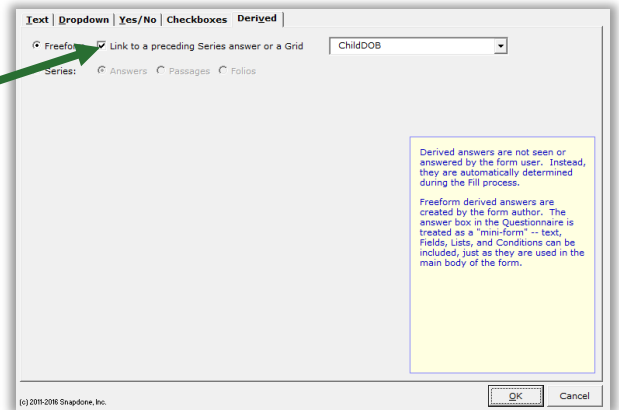 Text | Dropdown | Yes/No | Checkboxes Derived |
Link to a preceding Series answer or a Grid ChildDOB
Series: Answers Passages Folios
Derived answers are not seen or
answered by the form user. Instead,
they are automatically determined
during the Fill process.
Freeform derived answers are
created by the form author. The
answer box in the Questionnaire is
treated as a "mini-form" -- text,
Fields, Lists, and Conditions can be
included, just as they are used in the
main body of the form.
(c) 2011-2016 Snapdone, Inc.
OK Cancel